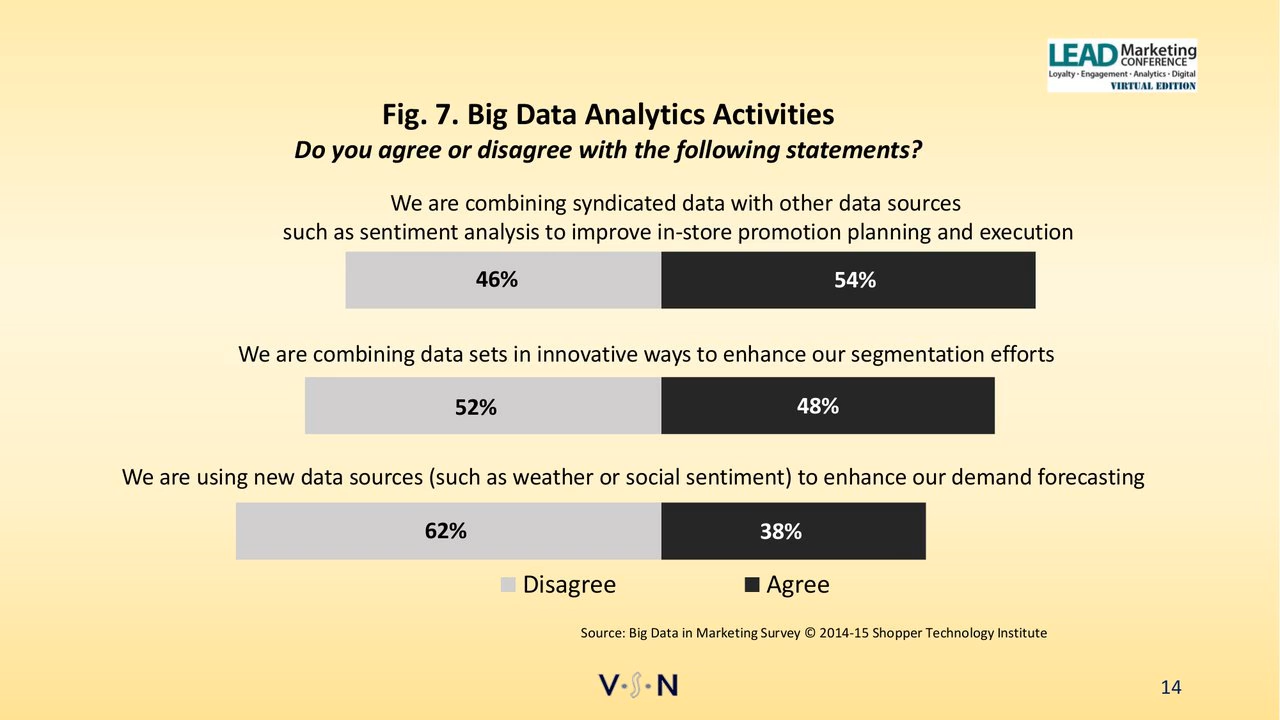 LEAD Marketing
CONFERENCE
Loyalty · Engagement · Analytics · Digital
VIRTUAL EDITION
Fig. 7. Big Data Analytics Activities
Do you agree or disagree with the following statements?
We are combining syndicated data with other data sources
such as sentiment analysis to improve in-store promotion planning and execution
46% 54%
We are combining data sets in innovative ways to enhance our segmentation efforts
52% 48%
We are using new data sources (such as weather or social sentiment) to enhance our demand forecasting
62% 38%
Disagree Agree
Source: Big Data in Marketing Survey © 2014-15 Shopper Technology Institute
V·S·N
14